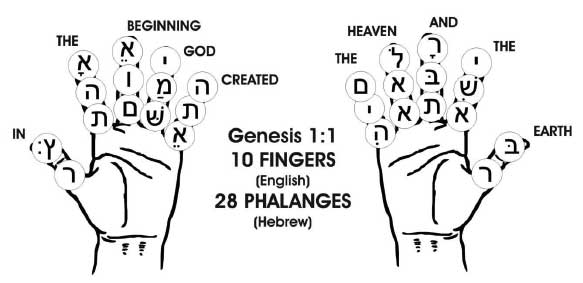 IN
THE
BEGINNING
GOD
CREATED
ץ:
ר
אָ
ה
ת
אֵ
ו
ם
י
מַ
שָּׁ
ה
ת
אֵ
Genesis 1:1
10 FINGERS
(English)
28 PHALANGES
(Hebrew)
THE
HEAVEN
AND
THE
EARTH
ם
י
הִ
לֹ
א
א
רָ
בָּ
ת
י
שִׁ
א
בְּ
ר